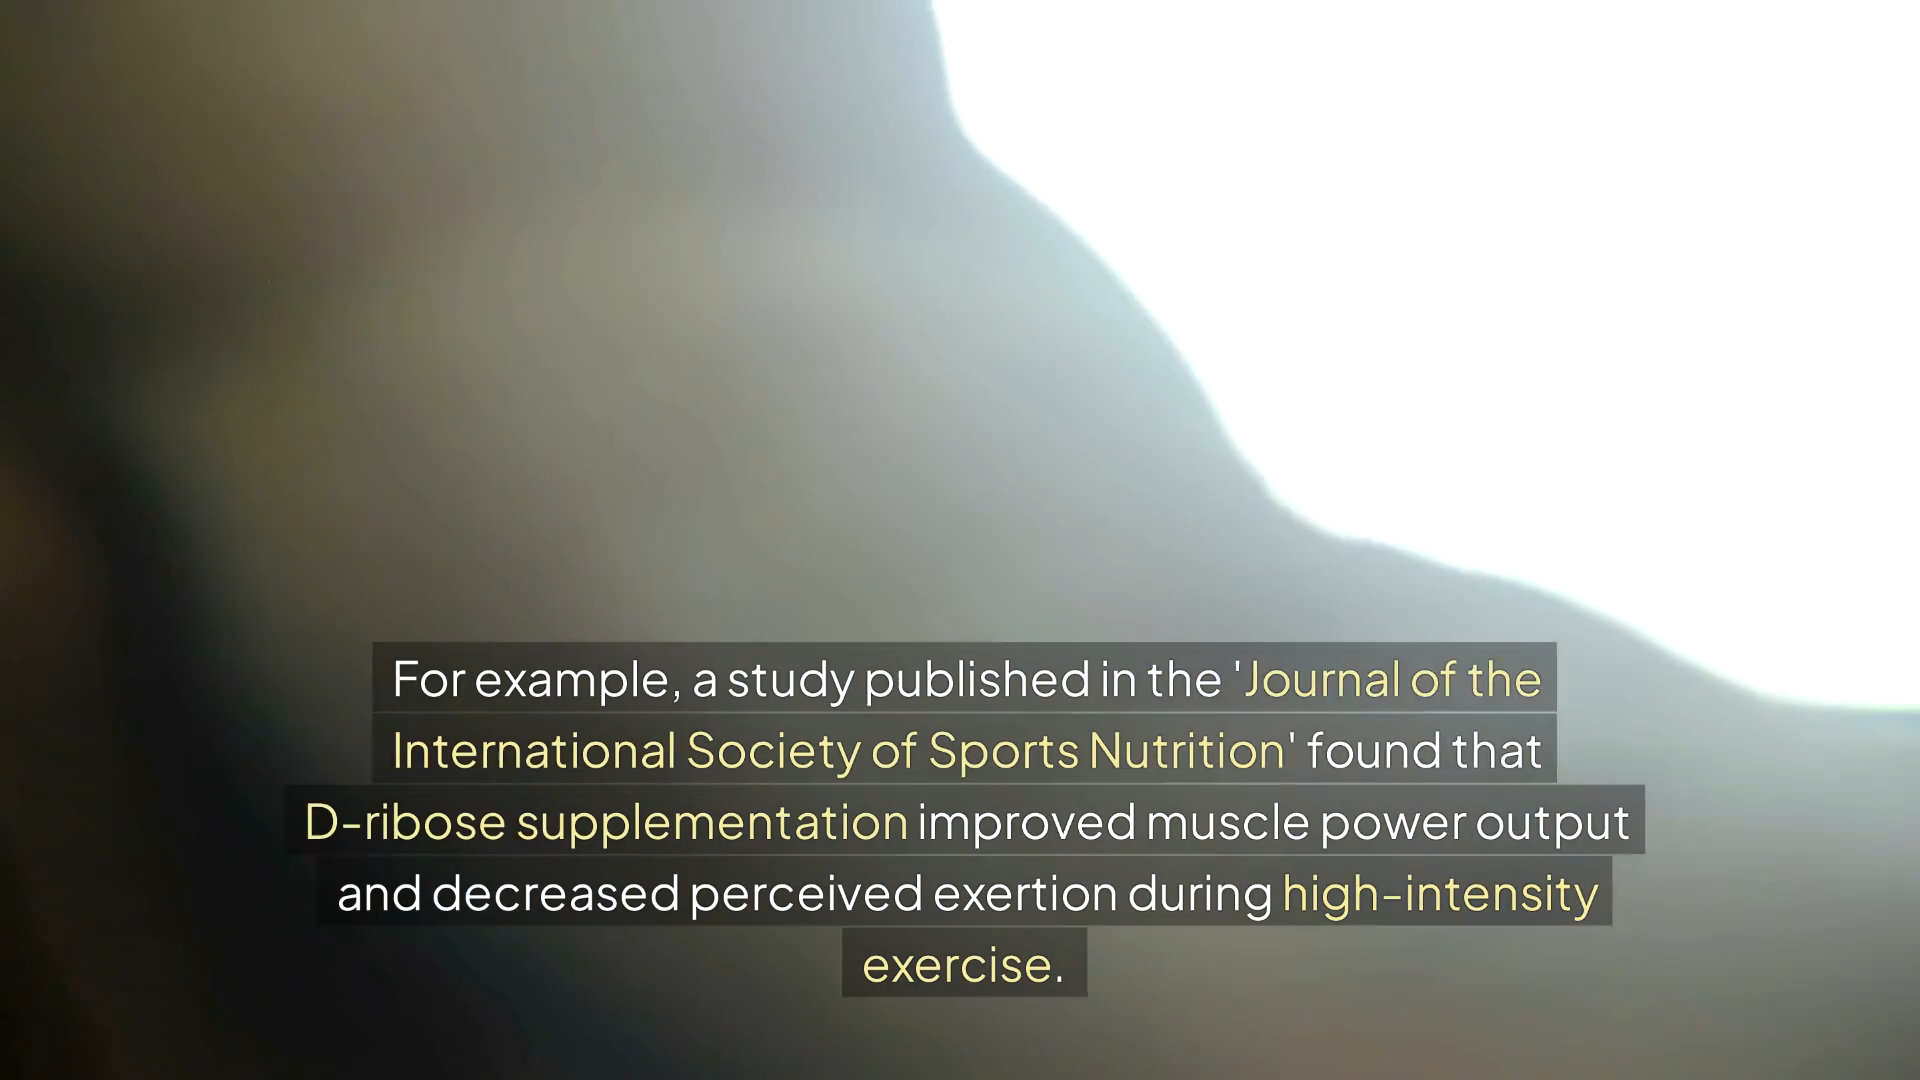 For example, a study published in the 'Journal of the
International Society of Sports Nutrition' found that
D-ribose supplementation improved muscle power output
and decreased perceived exertion during high-intensity
exercise.